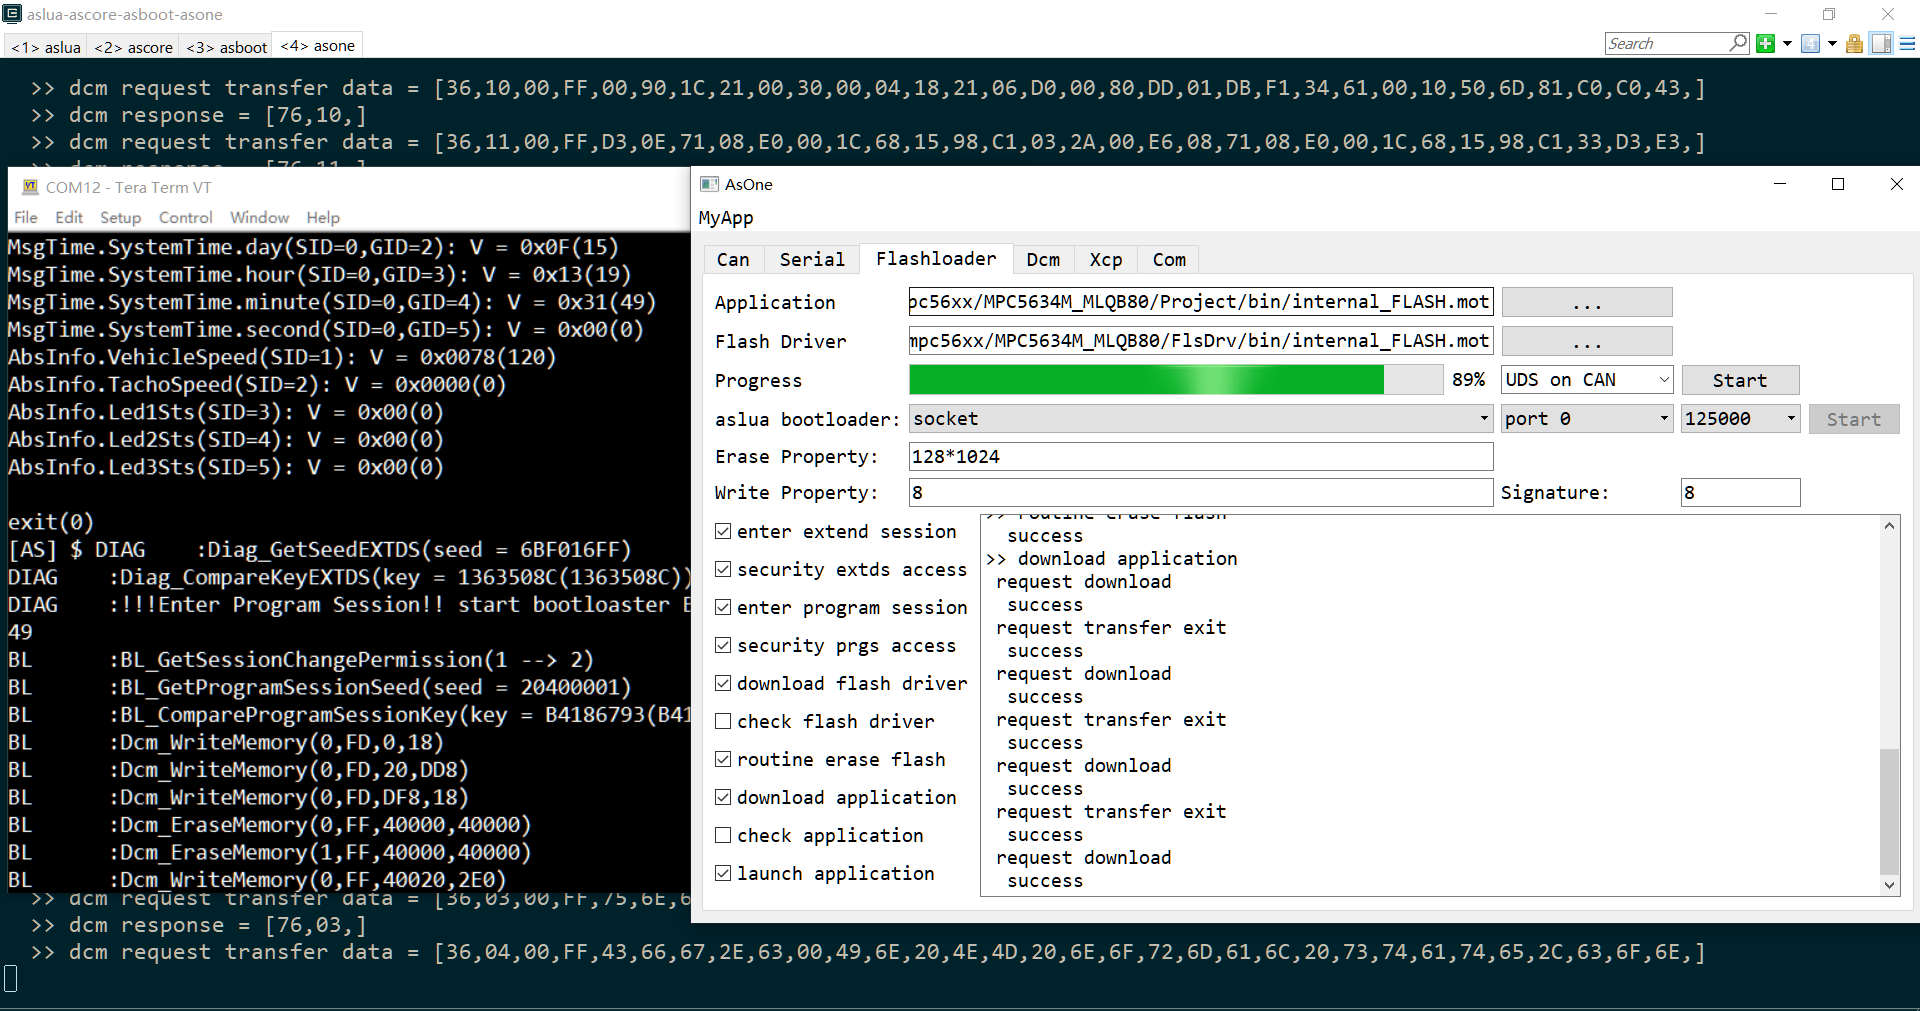 aslua-ascore-asboot-asone
<1> aslua <2> ascore <3> asboot <4> asone
Search
>> dcm request transfer data = [36,10,00,FF,00,90,1C,21,00,30,00,04,18,21,06,D0,00,80,DD,01,DB,F1,34,61,00,10,50,6D,81,C0,C0,43,]
>> dcm response = [76,10,]
>> dcm request transfer data = [36,11,00,FF,D3,0E,71,08,E0,00,1C,68,15,98,C1,03,2A,00,E6,08,71,08,E0,00,1C,68,15,98,C1,33,D3,E3,]
>> dcm response = [76,11,]
COM12 - Tera Term VT
File Edit Setup Control Window Help
MsgTime.SystemTime.day(SID=0,GID=2): V = 0x0F(15)
MsgTime.SystemTime.hour(SID=0,GID=3): V = 0x13(19)
MsgTime.SystemTime.minute(SID=0,GID=4): V = 0x31(49)
MsgTime.SystemTime.second(SID=0,GID=5): V = 0x00(0)
AbsInfo.VehicleSpeed(SID=1): V = 0x0078(120)
AbsInfo.TachoSpeed(SID=2): V = 0x0000(0)
AbsInfo.Led1Sts(SID=3): V = 0x00(0)
AbsInfo.Led2Sts(SID=4): V = 0x00(0)
AbsInfo.Led3Sts(SID=5): V = 0x00(0)
exit(0)
[AS] $ DIAG :Diag_GetSeedEXTDS(seed = 6BF016FF)
DIAG :Diag_CompareKeyEXTDS(key = 1363508C(1363508C))
DIAG :!!!Enter Program Session!! start bootloaster
49
BL :BL_GetSessionChangePermission(1 --> 2)
BL :BL_GetProgramSessionSeed(seed = 20400001)
BL :BL_CompareProgramSessionKey(key = B4186793(B41
BL :Dcm_WriteMemory(0,FD,0,18)
BL :Dcm_WriteMemory(0,FD,20,DD8)
BL :Dcm_WriteMemory(0,FD,DF8,18)
BL :Dcm_EraseMemory(0,FF,40000,40000)
BL :Dcm_EraseMemory(1,FF,40000,40000)
BL :Dcm_WriteMemory(0,FF,40020,2E0)
AsOne
MyApp
Can Serial Flashloader Dcm Xcp Com
Application pc56xx/MPC5634M_MLQB80/Project/bin/internal_FLASH.mot ...
Flash Driver mpc56xx/MPC5634M_MLQB80/FlsDrv/bin/internal_FLASH.mot ...
Progress 89% UDS on CAN Start
aslua bootloader: socket port 0 125000 Start
Erase Property: 128*1024
Write Property: 8 Signature: 8
enter extend session
security extds access
enter program session
security prgs access
download flash driver
check flash driver
routine erase flash
download application
check application
launch application
>> routine erase flash
success
>> download application
request download
success
request transfer exit
success
request download
success
request transfer exit
success
request download
success
request transfer exit
success
request download
success
>> dcm request transfer data = [36,03,00,FF,75,6E,6
>> dcm response = [76,03,]
>> dcm request transfer data = [36,04,00,FF,43,66,67,2E,63,00,49,6E,20,4E,4D,20,6E,6F,72,6D,61,6C,20,73,74,61,74,65,2C,63,6F,6E,]